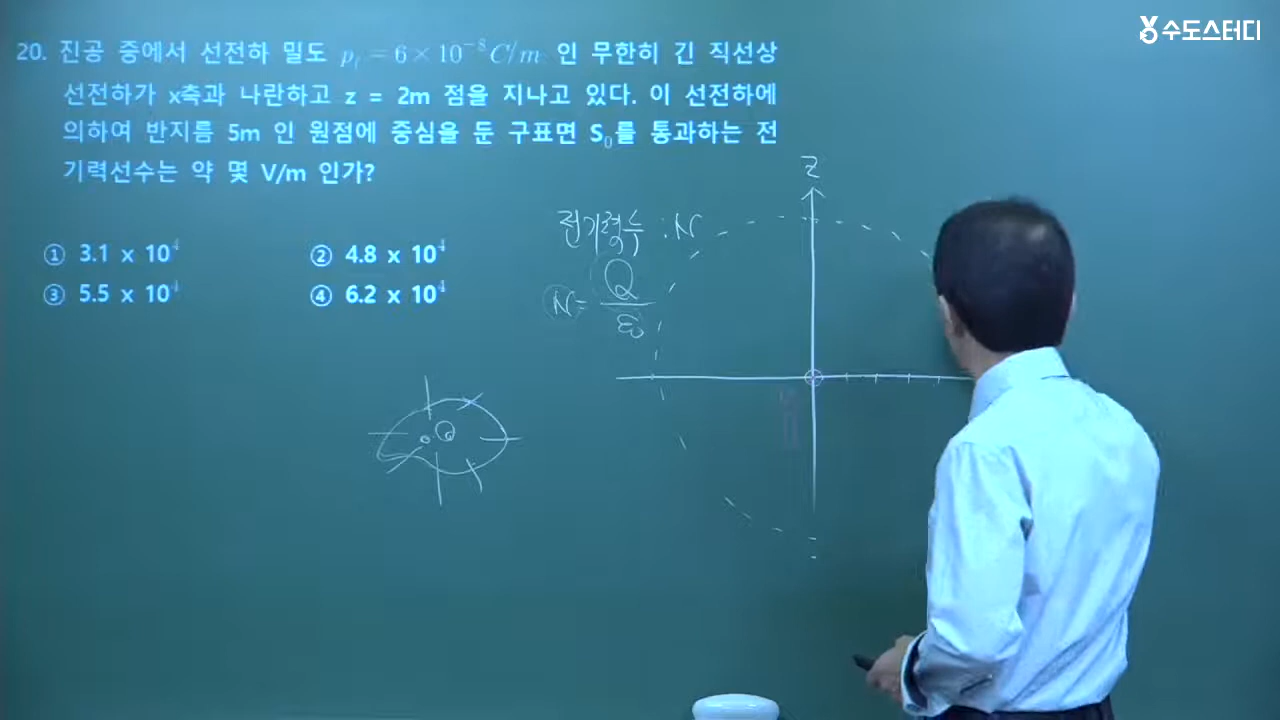 수도스터디
20. 진공 중에서 선전하 밀도 p_l = 6 × 10⁻⁸ C/m 인 무한히 긴 직선상
선전하가 x축과 나란하고 z = 2m 점을 지나고 있다. 이 선전하에
의하여 반지름 5m 인 원점에 중심을 둔 구표면 S₀를 통과하는 전
기력선수는 약 몇 V/m 인가?
① 3.1 x 10⁴
② 4.8 x 10⁴
③ 5.5 x 10⁴
④ 6.2 x 10⁴
Z
전기력수 : N
N = Q
ε₀
Q